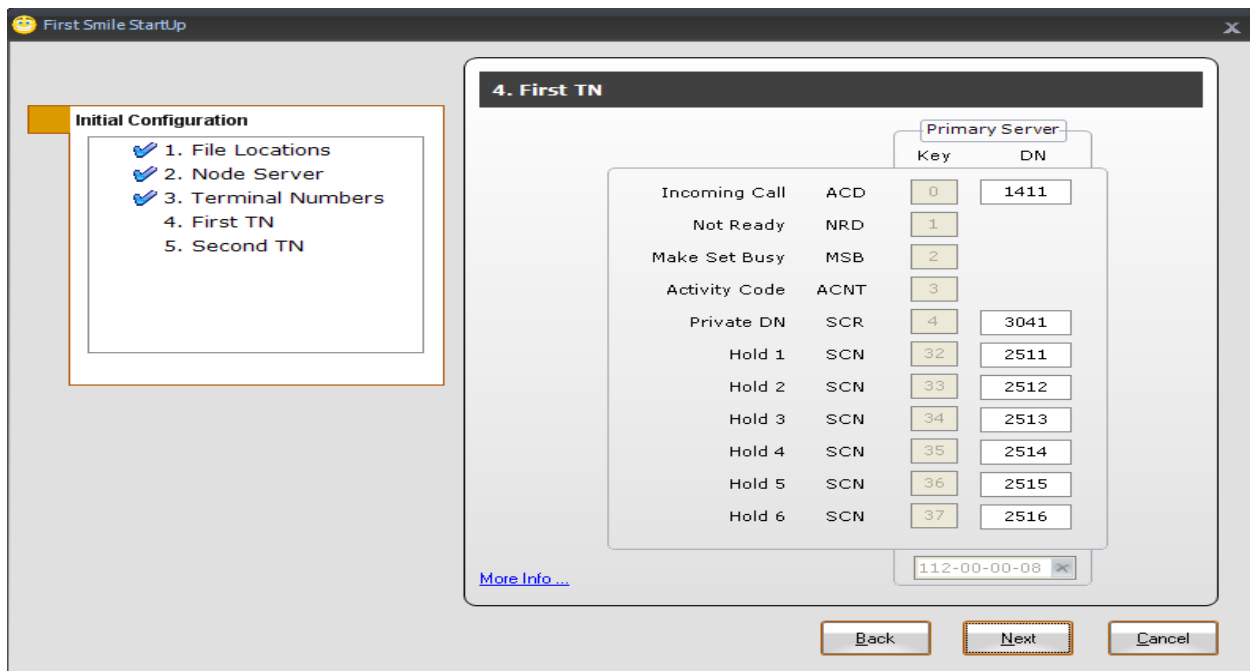 First Smile StartUp
Initial Configuration
1. File Locations
2. Node Server
3. Terminal Numbers
4. First TN
5. Second TN
4. First TN
Primary Server
Key DN
Incoming Call ACD 0 1411
Not Ready NRD 1
Make Set Busy MSB 2
Activity Code ACNT 3
Private DN SCR 4 3041
Hold 1 SCN 32 2511
Hold 2 SCN 33 2512
Hold 3 SCN 34 2513
Hold 4 SCN 35 2514
Hold 5 SCN 36 2515
Hold 6 SCN 37 2516
112-00-00-08
More Info ...
Back Next Cancel